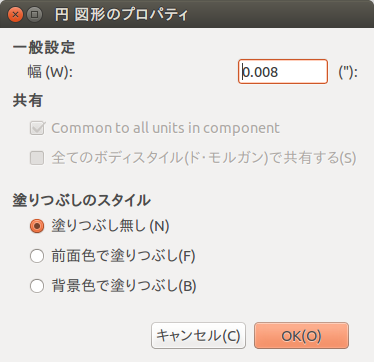 円 図形のプロパティ
一般設定
幅 (W): 0.008 ("):
共有
Common to all units in component
全てのボディスタイル(ド・モルガン)で共有する(S)
塗りつぶしのスタイル
塗りつぶし無し (N)
前面色で塗りつぶし(F)
背景色で塗りつぶし(B)
キャンセル(C) OK(O)